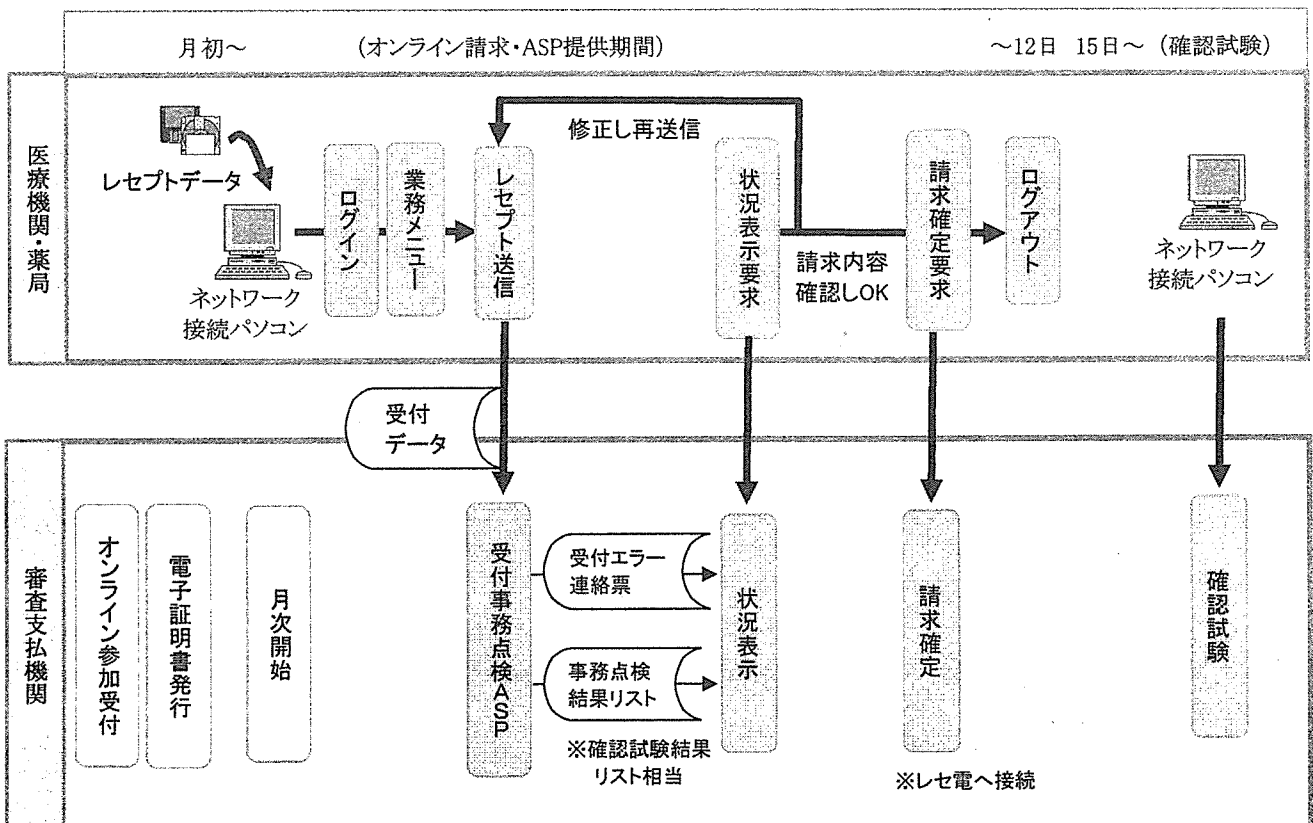 月初～ (オンライン請求・ASP提供期間) ～12日 15日～ (確認試験)
医療機関・薬局
レセプトデータ
ネットワーク
接続パソコン
ログイン
業務メニュー
レセプト送信
修正し再送信
状況表示要求
請求内容
確認しOK
請求確定要求
ログアウト
ネットワーク
接続パソコン
受付
データ
審査支払機関
オンライン参加受付
電子証明書発行
月次開始
受付事務点検ASP
受付エラー
連絡票
事務点検
結果リスト
※確認試験結果
リスト相当
状況表示
請求確定
※レセ電へ接続
確認試験